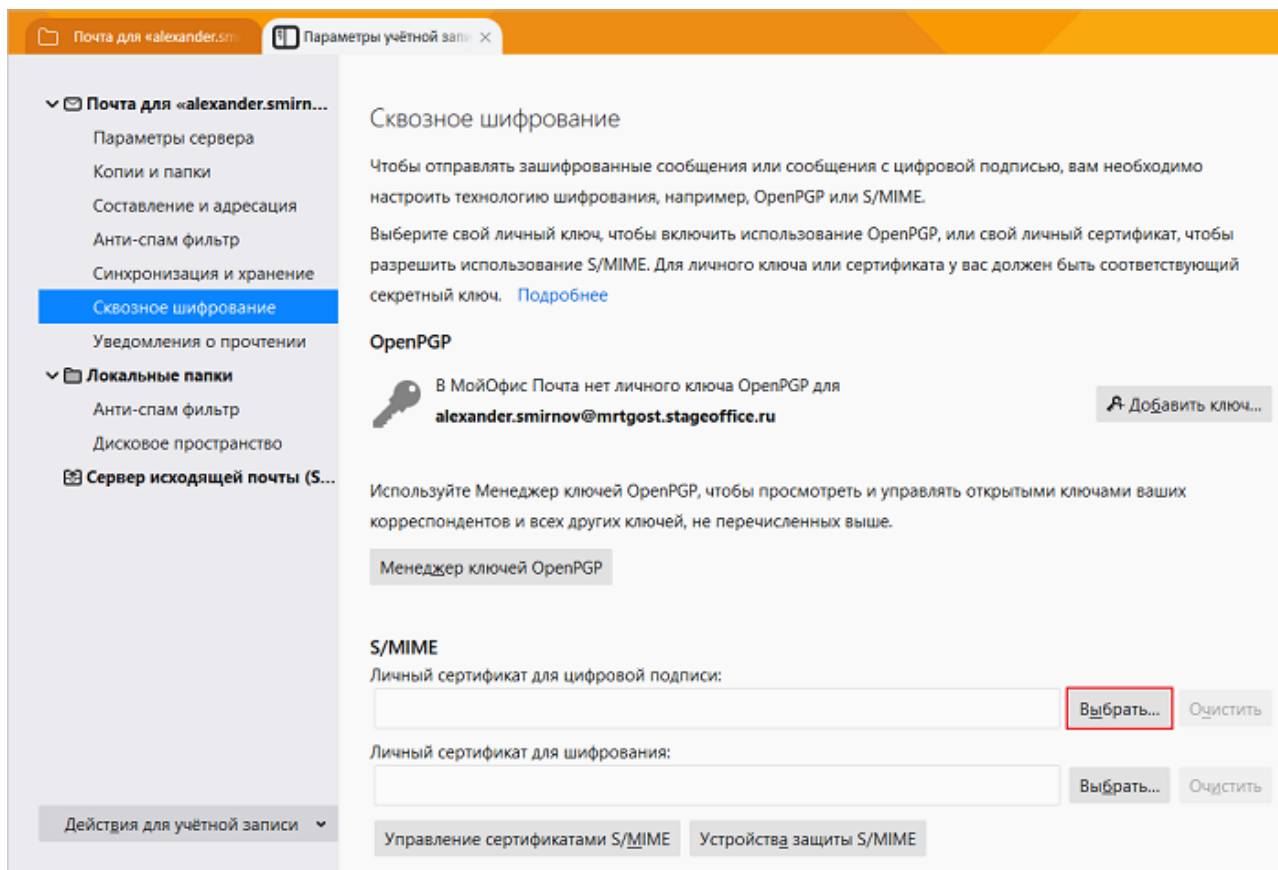 Почта для «alexander.sm
Параметры учётной запи
Почта для «alexander.smirn...
Параметры сервера
Копии и папки
Составление и адресация
Анти-спам фильтр
Синхронизация и хранение
Сквозное шифрование
Уведомления о прочтении
Локальные папки
Анти-спам фильтр
Дисковое пространство
Сервер исходящей почты (S...
Действия для учётной записи
Сквозное шифрование
Чтобы отправлять зашифрованные сообщения или сообщения с цифровой подписью, вам необходимо
настроить технологию шифрования, например, OpenPGP или S/MIME.
Выберите свой личный ключ, чтобы включить использование OpenPGP, или свой личный сертификат, чтобы
разрешить использование S/MIME. Для личного ключа или сертификата у вас должен быть соответствующий
секретный ключ. Подробнее
OpenPGP
В МойОфис Почта нет личного ключа OpenPGP для
alexander.smirnov@mrtgost.stageoffice.ru
Добавить ключ...
Используйте Менеджер ключей OpenPGP, чтобы просмотреть и управлять открытыми ключами ваших
корреспондентов и всех других ключей, не перечисленных выше.
Менеджер ключей OpenPGP
S/MIME
Личный сертификат для цифровой подписи:
Выбрать... Очистить
Личный сертификат для шифрования:
Выбрать... Очистить
Управление сертификатами S/MIME Устройства защиты S/MIME